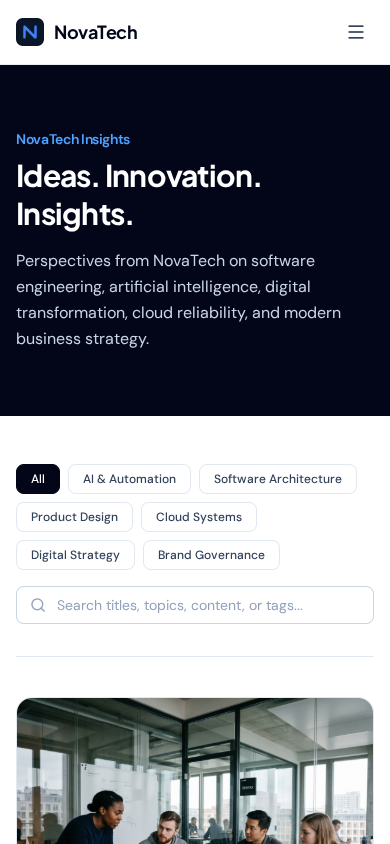 NovaTech
NovaTech Insights
Ideas. Innovation.
Insights.
Perspectives from NovaTech on software
engineering, artificial intelligence, digital
transformation, cloud reliability, and modern
business strategy.
All
AI & Automation
Software Architecture
Product Design
Cloud Systems
Digital Strategy
Brand Governance
Search titles, topics, content, or tags...